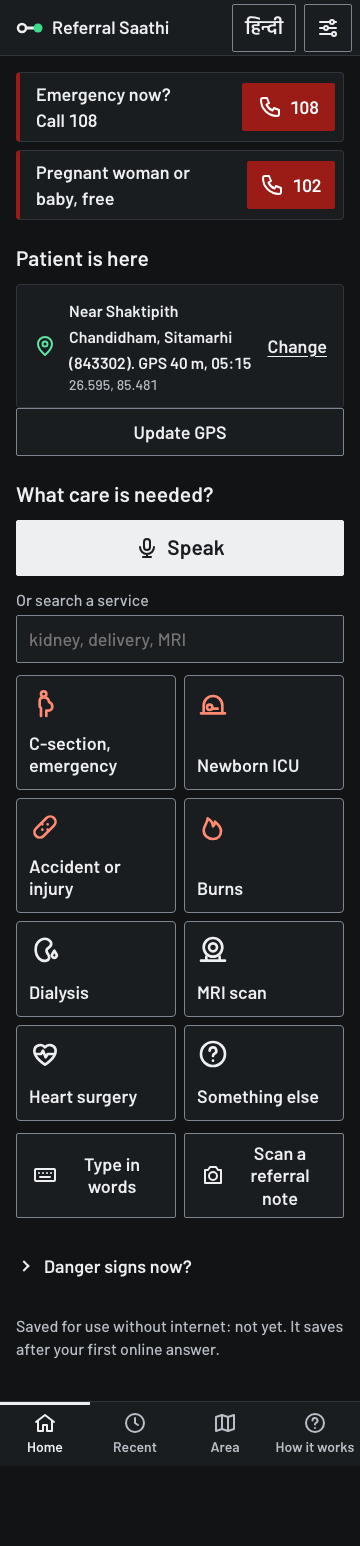 Referral Saathi
हिन्दी
Emergency now?
Call 108
108
Pregnant woman or
baby, free
102
Patient is here
Near Shaktipith
Chandidham, Sitamarhi
(843302). GPS 40 m, 05:15
26.595, 85.481
Change
Update GPS
What care is needed?
Speak
Or search a service
kidney, delivery, MRI
C-section,
emergency
Newborn ICU
Accident or
injury
Burns
Dialysis
MRI scan
Heart surgery
Something else
Type in
words
Scan a
referral
note
Danger signs now?
Saved for use without internet: not yet. It saves
after your first online answer.
Home
Recent
Area
How it works